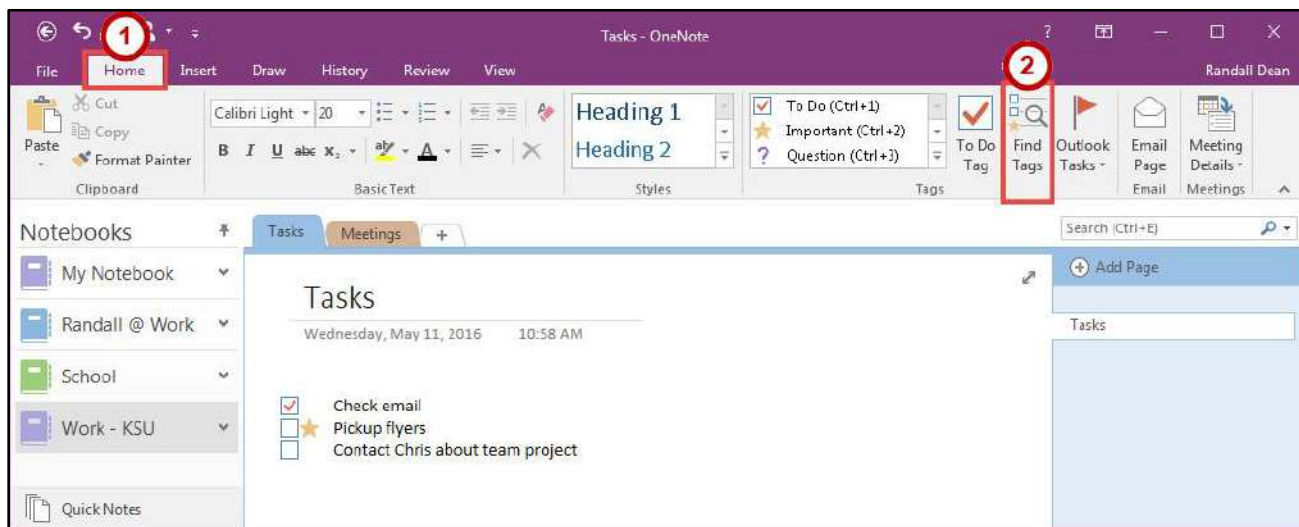 1
Tasks - OneNote
?
File Home Insert Draw History Review View
2
Randall Dean
Paste
Cut
Copy
Format Painter
Clipboard
Calibri Light 20
B I U abc X₂ aby A
Basic Text
Heading 1
Heading 2
Styles
To Do (Ctrl+1)
Important (Ctrl+2)
? Question (Ctrl+3)
To Do
Tag
Find
Tags
Tags
Outlook
Tasks
Email
Page
Email
Meeting
Details
Meetings
Notebooks
My Notebook
Randall @ Work
School
Work - KSU
Quick Notes
Tasks Meetings +
Search (Ctrl+E)
Add Page
Tasks
Tasks
Wednesday, May 11, 2016 10:58 AM
Check email
Pickup flyers
Contact Chris about team project